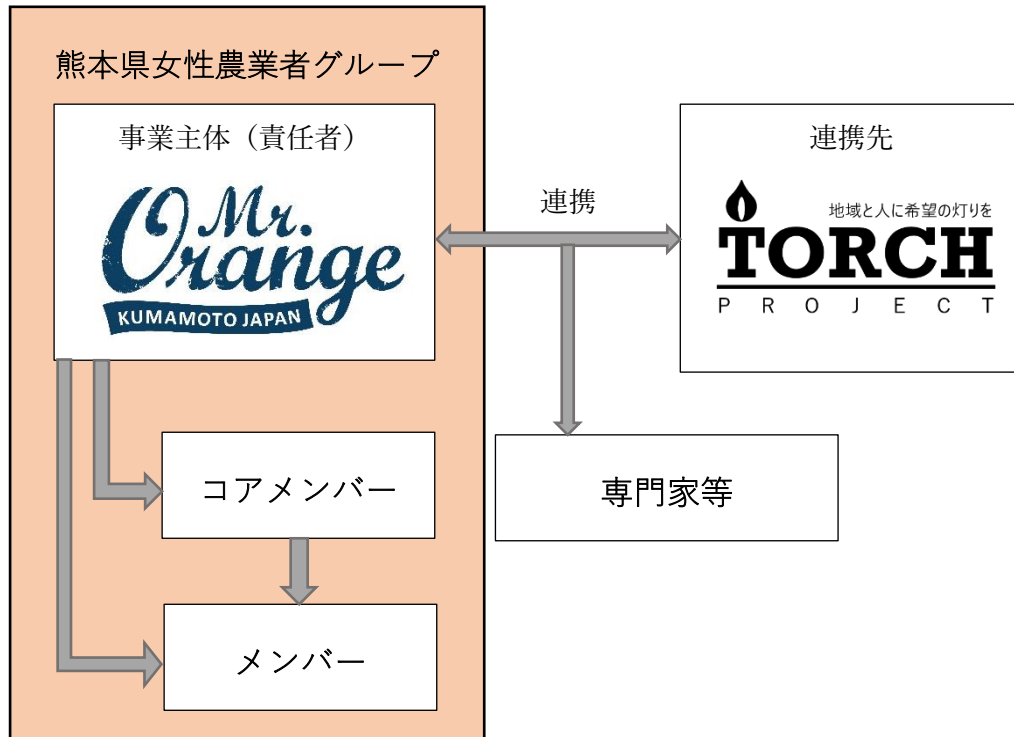 熊本県女性農業者グループ
事業主体（責任者）
Mr.
Orange
KUMAMOTO JAPAN
連携
連携先
地域と人に希望の灯りを
TORCH
PROJECT
コアメンバー
専門家等
メンバー